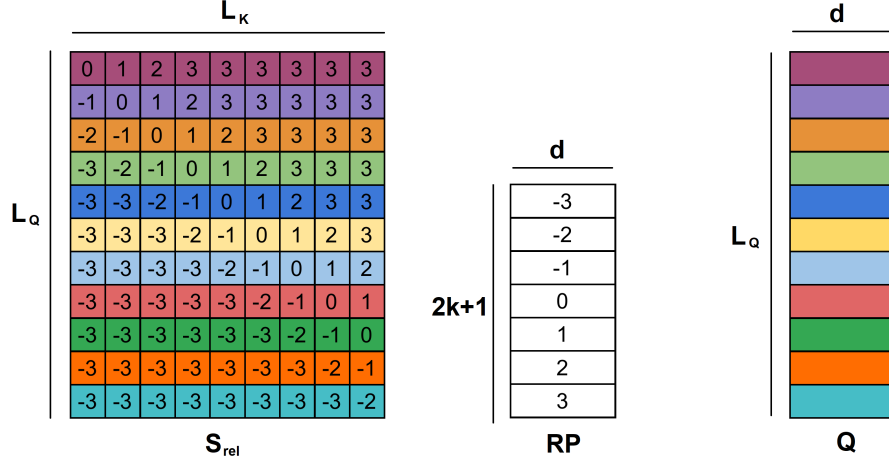 L_K
d
0 1 2 3 3 3 3 3 3
-1 0 1 2 3 3 3 3 3
-2 -1 0 1 2 3 3 3 3
-3 -2 -1 0 1 2 3 3 3
-3 -3 -2 -1 0 1 2 3 3
-3 -3 -3 -2 -1 0 1 2 3
-3 -3 -3 -3 -2 -1 0 1 2
-3 -3 -3 -3 -3 -2 -1 0 1
-3 -3 -3 -3 -3 -3 -2 -1 0
-3 -3 -3 -3 -3 -3 -3 -2 -1
-3 -3 -3 -3 -3 -3 -3 -3 -2
L_Q
S_rel
d
-3
-2
-1
0
1
2
3
2k+1
RP
L_Q
Q